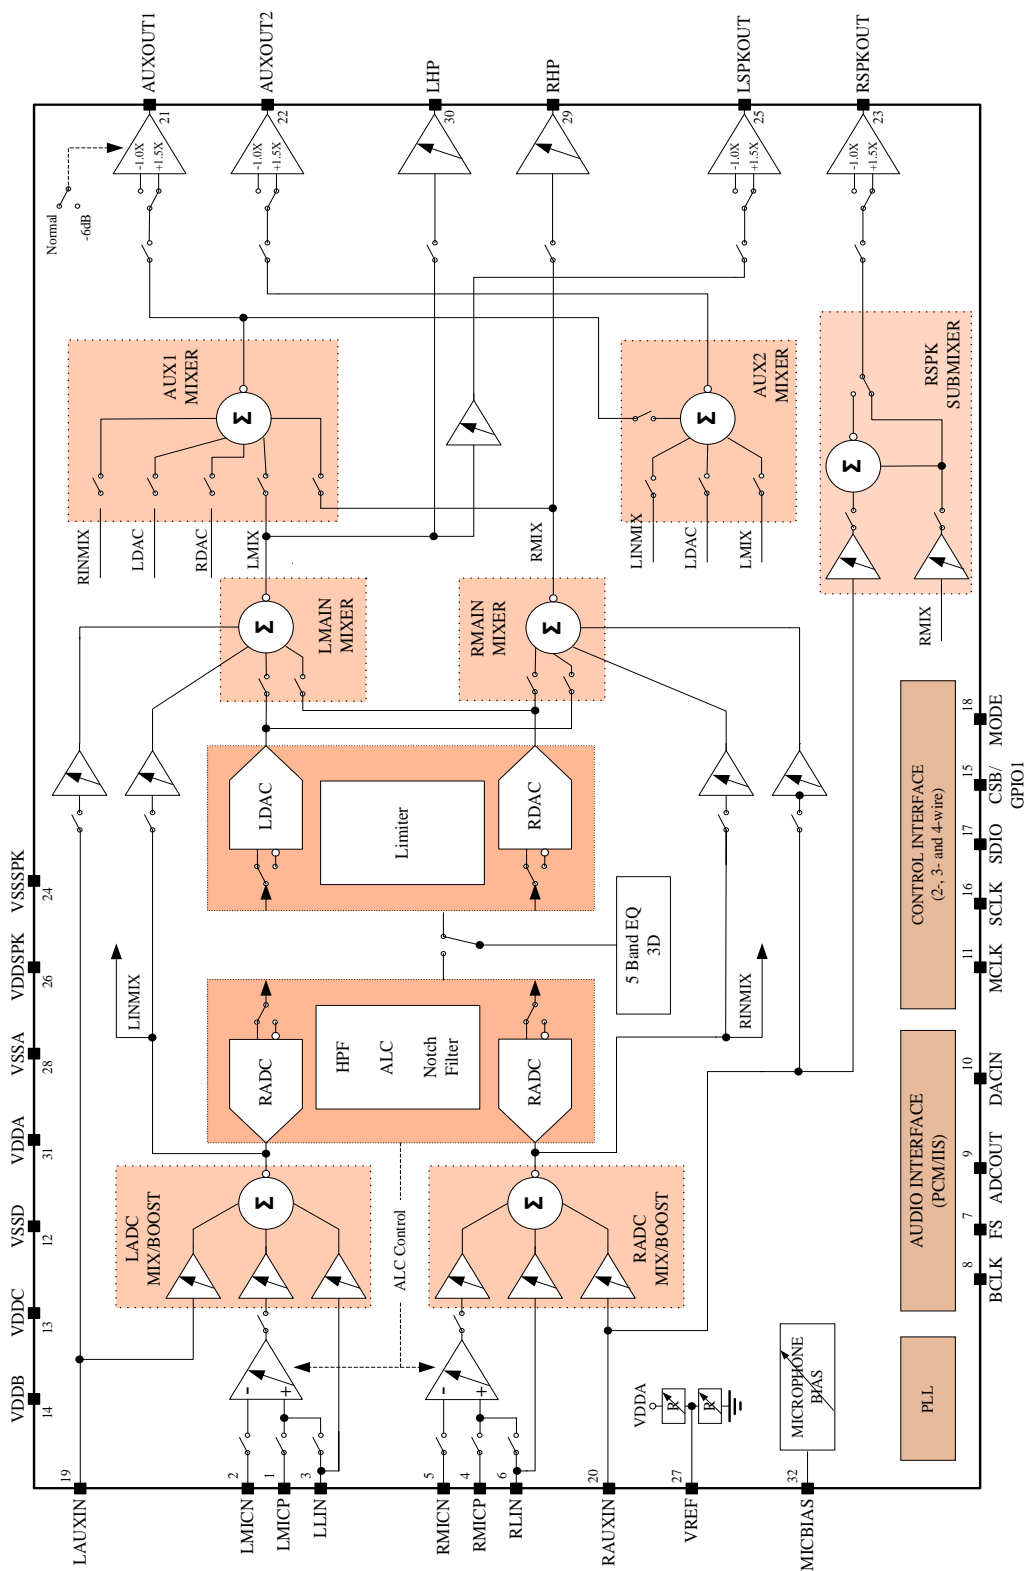 AUXOUT1
AUXOUT2
LHP
RHP
LSPKOUT
RSPKOUT
21
22
30
29
25
23
Normal
-6dB
-1.0X
+1.5X
-1.0X
+1.5X
-1.0X
+1.5X
-1.0X
+1.5X
AUX1
MIXER
Σ
RINMIX
LDAC
RDAC
LMIX
RMIX
AUX2
MIXER
Σ
LINMIX
LDAC
LMIX
RSPK
SUBMIXER
Σ
RMIX
LMAIN
MIXER
Σ
RMAIN
MIXER
Σ
LDAC
Limiter
RDAC
5 Band EQ
3D
LINMIX
RINMIX
RADC
HPF
ALC
Notch
Filter
RADC
ALC Control
LADC
MIX/BOOST
Σ
RADC
MIX/BOOST
Σ
-
+
-
+
VDDA
R
R
MICROPHONE
BIAS
PLL
AUDIO INTERFACE
(PCM/IIS)
CONTROL INTERFACE
(2-, 3- and 4-wire)
VSSSPK
24
VDDSPK
26
VSSA
28
VDDA
31
VSSD
12
VDDC
13
VDDB
14
19
LAUXIN
2
LMICN
1
LMICP
3
LLIN
5
RMICN
4
RMICP
6
RLIN
20
RAUXIN
27
VREF
32
MICBIAS
8
BCLK
7
FS
9
ADCOUT
10
DACIN
11
MCLK
16
SCLK
17
SDIO
15
CSB/
GPIO1
18
MODE